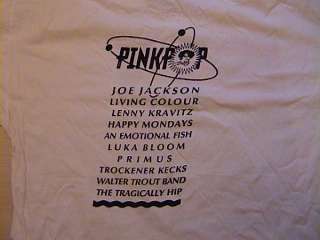 PINKPOP
JOE JACKSON
LIVING COLOUR
LENNY KRAVITZ
HAPPY MONDAYS
AN EMOTIONAL FISH
LUKA BLOOM
PRIMUS
TROCKENER KECKS
WALTER TROUT BAND
THE TRAGICALLY HIP